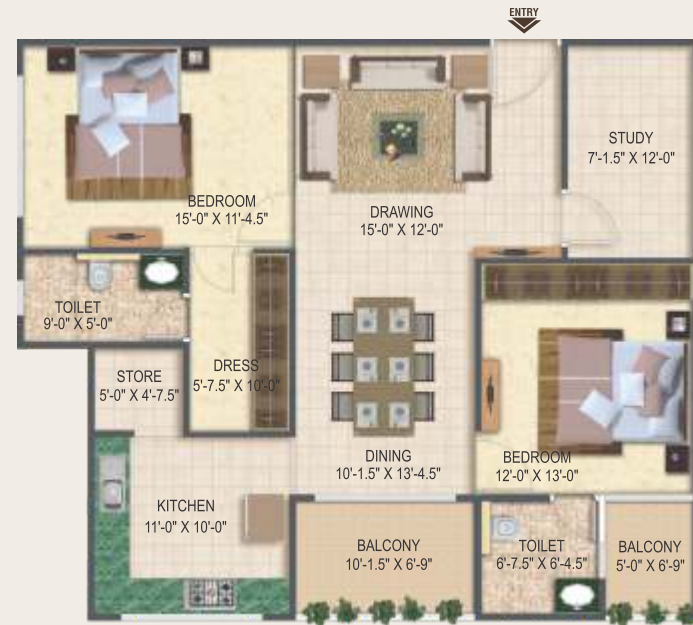 ENTRY
STUDY
7'-1.5" X 12'-0"
BEDROOM
15'-0" X 11'-4.5"
DRAWING
15'-0" X 12'-0"
TOILET
9'-0" X 5'-0"
STORE
5'-0" X 4'-7.5"
DRESS
5'-7.5" X 10'-0"
DINING
10'-1.5" X 13'-4.5"
BEDROOM
12'-0" X 13'-0"
KITCHEN
11'-0" X 10'-0"
BALCONY
10'-1.5" X 6'-9"
TOILET
6'-7.5" X 6'-4.5"
BALCONY
5'-0" X 6'-9"